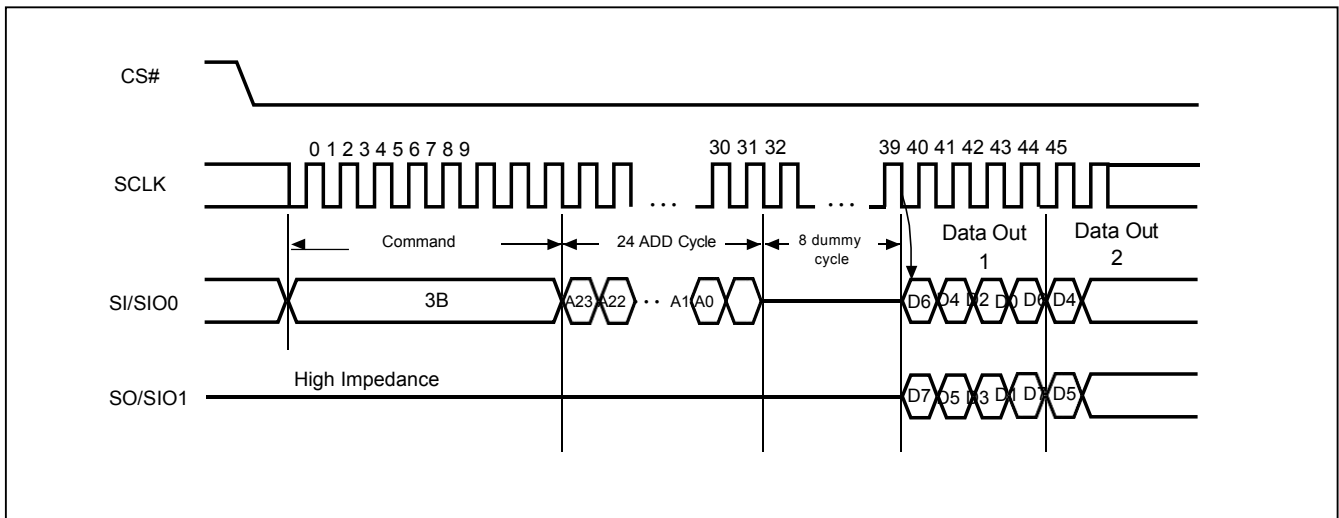 CS#
0 1 2 3 4 5 6 7 8 9 30 31 32 39 40 41 42 43 44 45
SCLK
... ...
Command 24 ADD Cycle 8 dummy cycle Data Out 1 Data Out 2
SI/SIO0 3B A23 A22 ·· A1 A0 D6 D4 D2 D0 D6 D4
High Impedance
SO/SIO1 D7 D5 D3 D1 D7 D5